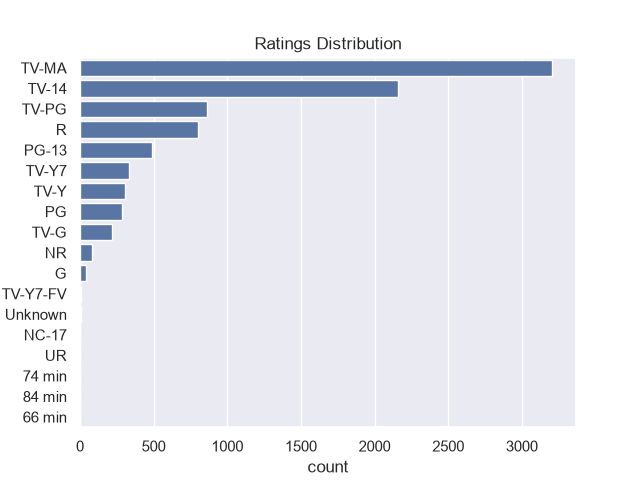 Ratings Distribution
TV-MA
TV-14
TV-PG
R
PG-13
TV-Y7
TV-Y
PG
TV-G
NR
G
TV-Y7-FV
Unknown
NC-17
UR
74 min
84 min
66 min
0 500 1000 1500 2000 2500 3000
count